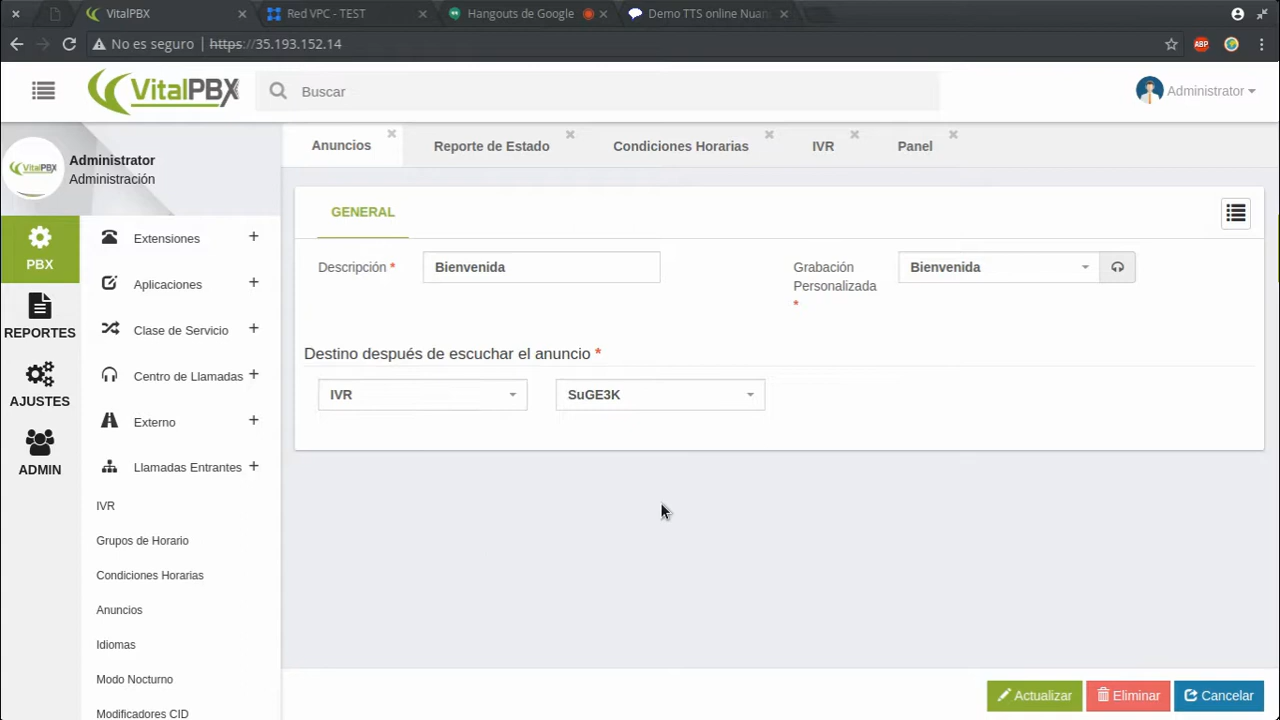 VitalPBX
Red VPC - TEST
Hangouts de Google
Demo TTS online Nuan
No es seguro
https://35.193.152.14
ABP
VitalPBX
Buscar
Administrator
VitalPBX
Administrator
Administración
Anuncios
Reporte de Estado
Condiciones Horarias
IVR
Panel
PBX
REPORTES
AJUSTES
ADMIN
Extensiones
Aplicaciones
Clase de Servicio
Centro de Llamadas
Externo
Llamadas Entrantes
IVR
Grupos de Horario
Condiciones Horarias
Anuncios
Idiomas
Modo Nocturno
Modificadores CID
GENERAL
Descripción *
Bienvenida
Grabación
Personalizada
*
Bienvenida
Destino después de escuchar el anuncio *
IVR
SuGE3K
Actualizar
Eliminar
Cancelar